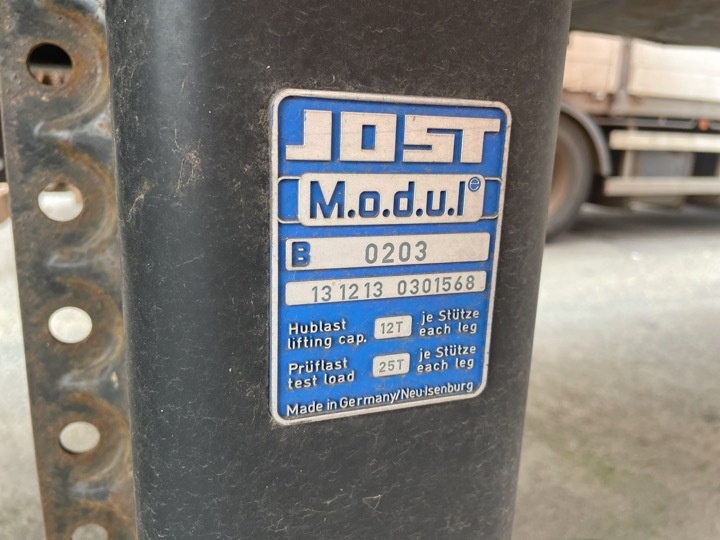 JOST
M.o.d.u.l ®
B 0203
13 12 13 0301568
Hublast 12T je Stütze
lifting cap. each leg
Prüflast 25T je Stütze
test load each leg
Made in Germany/Neu-Isenburg